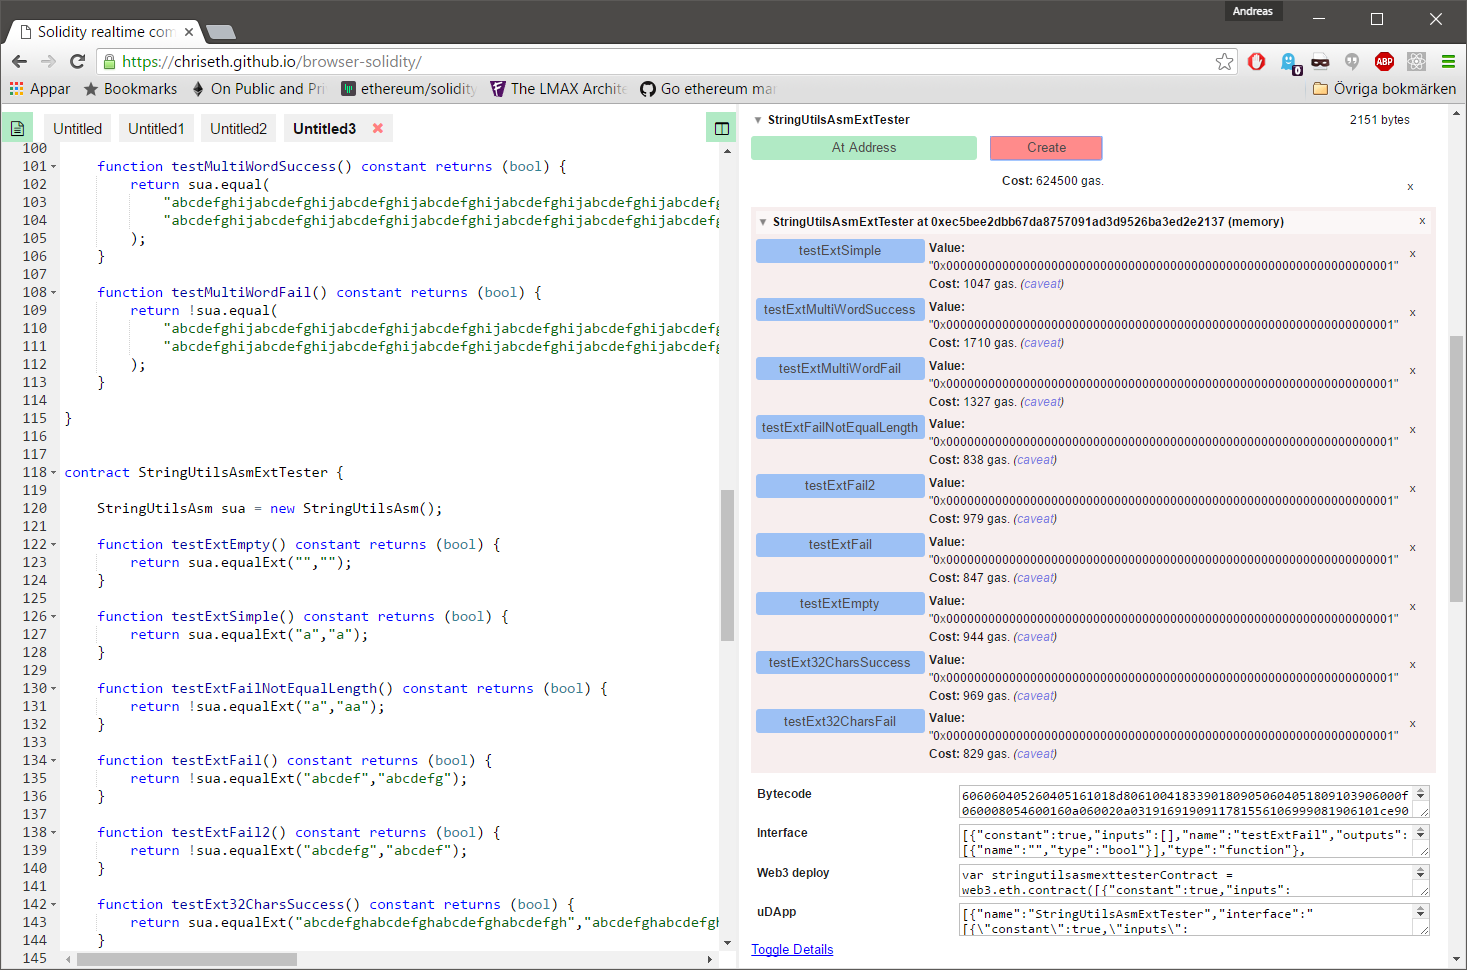 Andreas
Solidity realtime com
https://chriseth.github.io/browser-solidity/
Appar Bookmarks On Public and Pri ethereum/solidity The LMAX Archite Go ethereum mar Övriga bokmärken
Untitled Untitled1 Untitled2 Untitled3
100
101 function testMultiWordSuccess() constant returns (bool) {
102 return sua.equal(
103 "abcdefghijabcdefghijabcdefghijabcdefghijabcdefghijabcdefghijabcdefg
104 "abcdefghijabcdefghijabcdefghijabcdefghijabcdefghijabcdefghijabcdefg
105 );
106 }
107
108 function testMultiWordFail() constant returns (bool) {
109 return !sua.equal(
110 "abcdefghijabcdefghijabcdefghijabcdefghijabcdefghijabcdefghijabcdefg
111 "abcdefghijabcdefghijabcdefghijabcdefghijabcdefghijabcdefghijabcdefg
112 );
113 }
114
115 }
116
117
118 contract StringUtilsAsmExtTester {
119
120 StringUtilsAsm sua = new StringUtilsAsm();
121
122 function testExtEmpty() constant returns (bool) {
123 return sua.equalExt("","");
124 }
125
126 function testExtSimple() constant returns (bool) {
127 return sua.equalExt("a","a");
128 }
129
130 function testExtFailNotEqualLength() constant returns (bool) {
131 return !sua.equalExt("a","aa");
132 }
133
134 function testExtFail() constant returns (bool) {
135 return !sua.equalExt("abcdef","abcdefg");
136 }
137
138 function testExtFail2() constant returns (bool) {
139 return !sua.equalExt("abcdefg","abcdef");
140 }
141
142 function testExt32CharsSuccess() constant returns (bool) {
143 return sua.equalExt("abcdefghabcdefghabcdefghabcdefgh","abcdefghabcdefgh
144 }
145
StringUtilsAsmExtTester 2151 bytes
At Address Create
Cost: 624500 gas.
x
StringUtilsAsmExtTester at 0xec5bee2dbb67da8757091ad3d9526ba3ed2e2137 (memory) x
testExtSimple Value: x
"0x0000000000000000000000000000000000000000000000000000000000000001"
Cost: 1047 gas. (caveat)
testExtMultiWordSuccess Value: x
"0x0000000000000000000000000000000000000000000000000000000000000001"
Cost: 1710 gas. (caveat)
testExtMultiWordFail Value: x
"0x0000000000000000000000000000000000000000000000000000000000000001"
Cost: 1327 gas. (caveat)
testExtFailNotEqualLength Value: x
"0x0000000000000000000000000000000000000000000000000000000000000001"
Cost: 838 gas. (caveat)
testExtFail2 Value: x
"0x0000000000000000000000000000000000000000000000000000000000000001"
Cost: 979 gas. (caveat)
testExtFail Value: x
"0x0000000000000000000000000000000000000000000000000000000000000001"
Cost: 847 gas. (caveat)
testExtEmpty Value: x
"0x0000000000000000000000000000000000000000000000000000000000000001"
Cost: 944 gas. (caveat)
testExt32CharsSuccess Value: x
"0x0000000000000000000000000000000000000000000000000000000000000001"
Cost: 969 gas. (caveat)
testExt32CharsFail Value: x
"0x0000000000000000000000000000000000000000000000000000000000000001"
Cost: 829 gas. (caveat)
Bytecode 606060405260405161018d806100418339018090506040518091039060​00f
060008054600160a060020a03191691909117815561069990819061​01ce90
Interface [{"constant":true,"inputs":[],"name":"testExtFail","outputs":
[{"name":"","type":"bool"}],"type":"function"},
Web3 deploy var stringutilsasmexttesterContract =
web3.eth.contract([{"constant":true,"inputs":
uDApp [{"name":"StringUtilsAsmExtTester","interface":"
[{\"constant\":true,\"inputs\":
Toggle Details